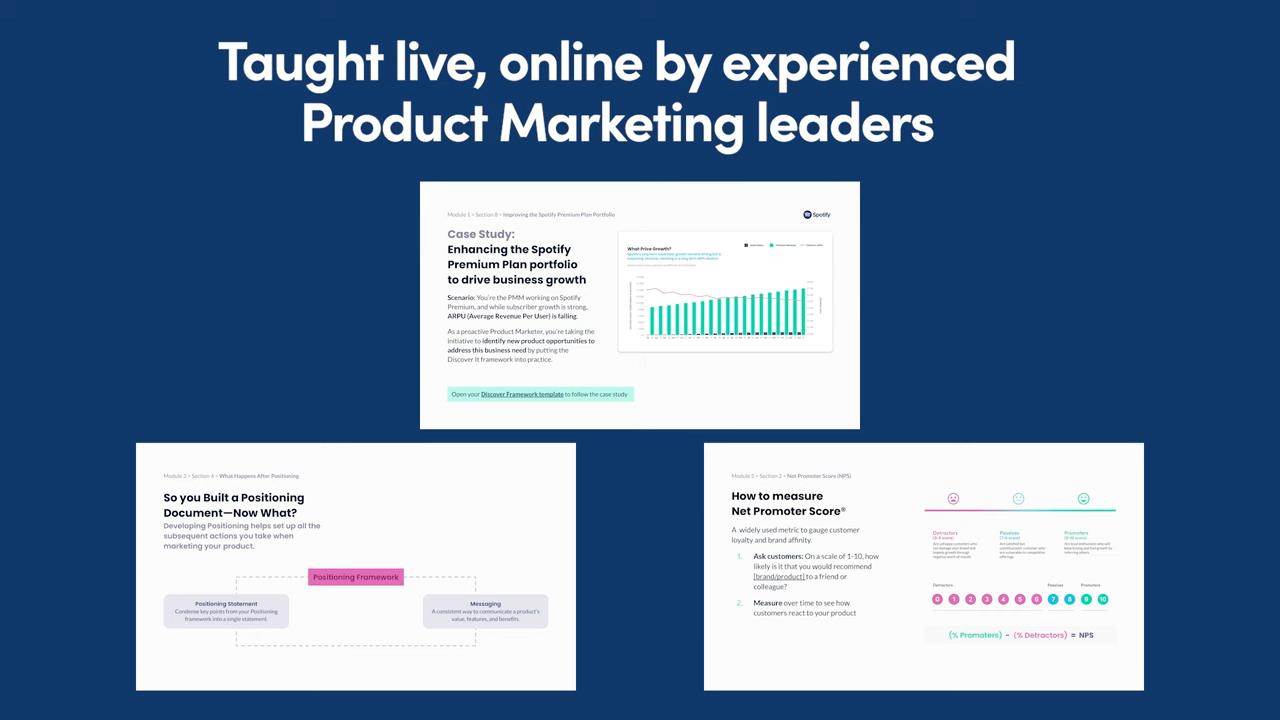 Taught live, online by experienced
Product Marketing leaders
Module 1 > Section 8 > Improving the Spotify Premium Plan Portfolio
Spotify
Case Study:
Enhancing the Spotify
Premium Plan portfolio
to drive business growth
Scenario: You're the PMM working on Spotify
Premium, and while subscriber growth is strong,
ARPU (Average Revenue Per User) is falling.
As a proactive Product Marketer, you're taking the
initiative to identify new product opportunities to
address this business need by putting the
Discover It framework into practice.
Open your Discover Framework template to follow the case study
What Price Growth?
Module 3 > Section 4 > What Happens After Positioning
So you Built a Positioning
Document—Now What?
Developing Positioning helps set up all the
subsequent actions you take when
marketing your product.
Positioning Framework
Positioning Statement
Condense key points from your Positioning
framework into a single statement.
Messaging
A consistent way to communicate a product's
value, features, and benefits.
Module 5 > Section 2 > Net Promoter Score (NPS)
How to measure
Net Promoter Score®
A widely used metric to gauge customer
loyalty and brand affinity.
1. Ask customers: On a scale of 1-10, how
likely is it that you would recommend
[brand/product] to a friend or
colleague?
2. Measure over time to see how
customers react to your product
Detractors Passives Promoters
(0-6 score) (7-8 score) (9-10 score)
Detractors Passives Promoters
0 1 2 3 4 5 6 7 8 9 10
(% Promoters) - (% Detractors) = NPS